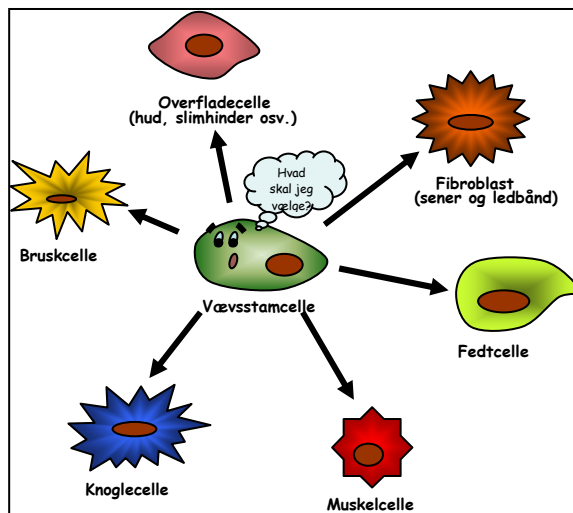 Overfladecelle
(hud, slimhinder osv.)
Hvad
skal jeg
vælge?
Fibroblast
(sener og ledbånd)
Bruskcelle
Vævsstamcelle
Fedtcelle
Knoglecelle
Muskelcelle